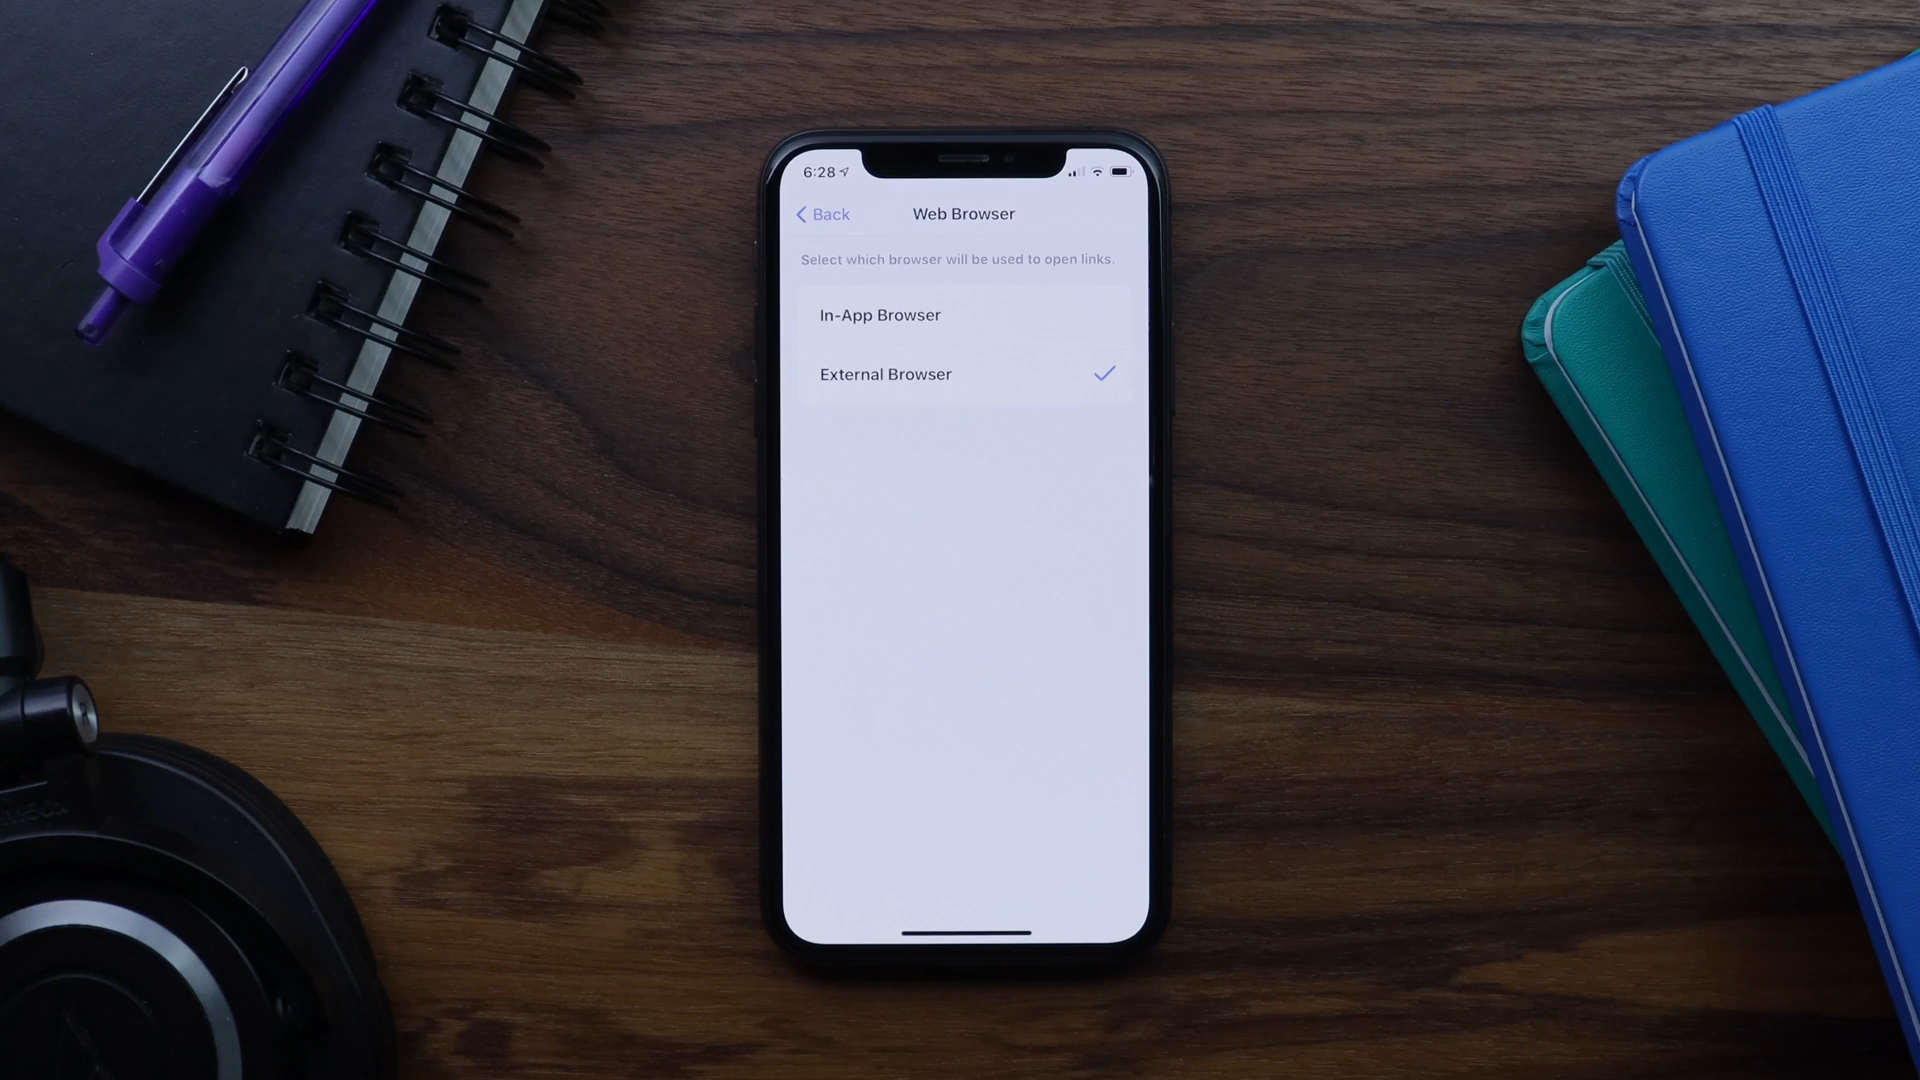 6:28
Back
Web Browser
Select which browser will be used to open links.
In-App Browser
External Browser